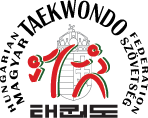 HUNGARIAN
MAGYAR
TAEKWONDO
SZÖVETSÉG
FEDERATION
태권도